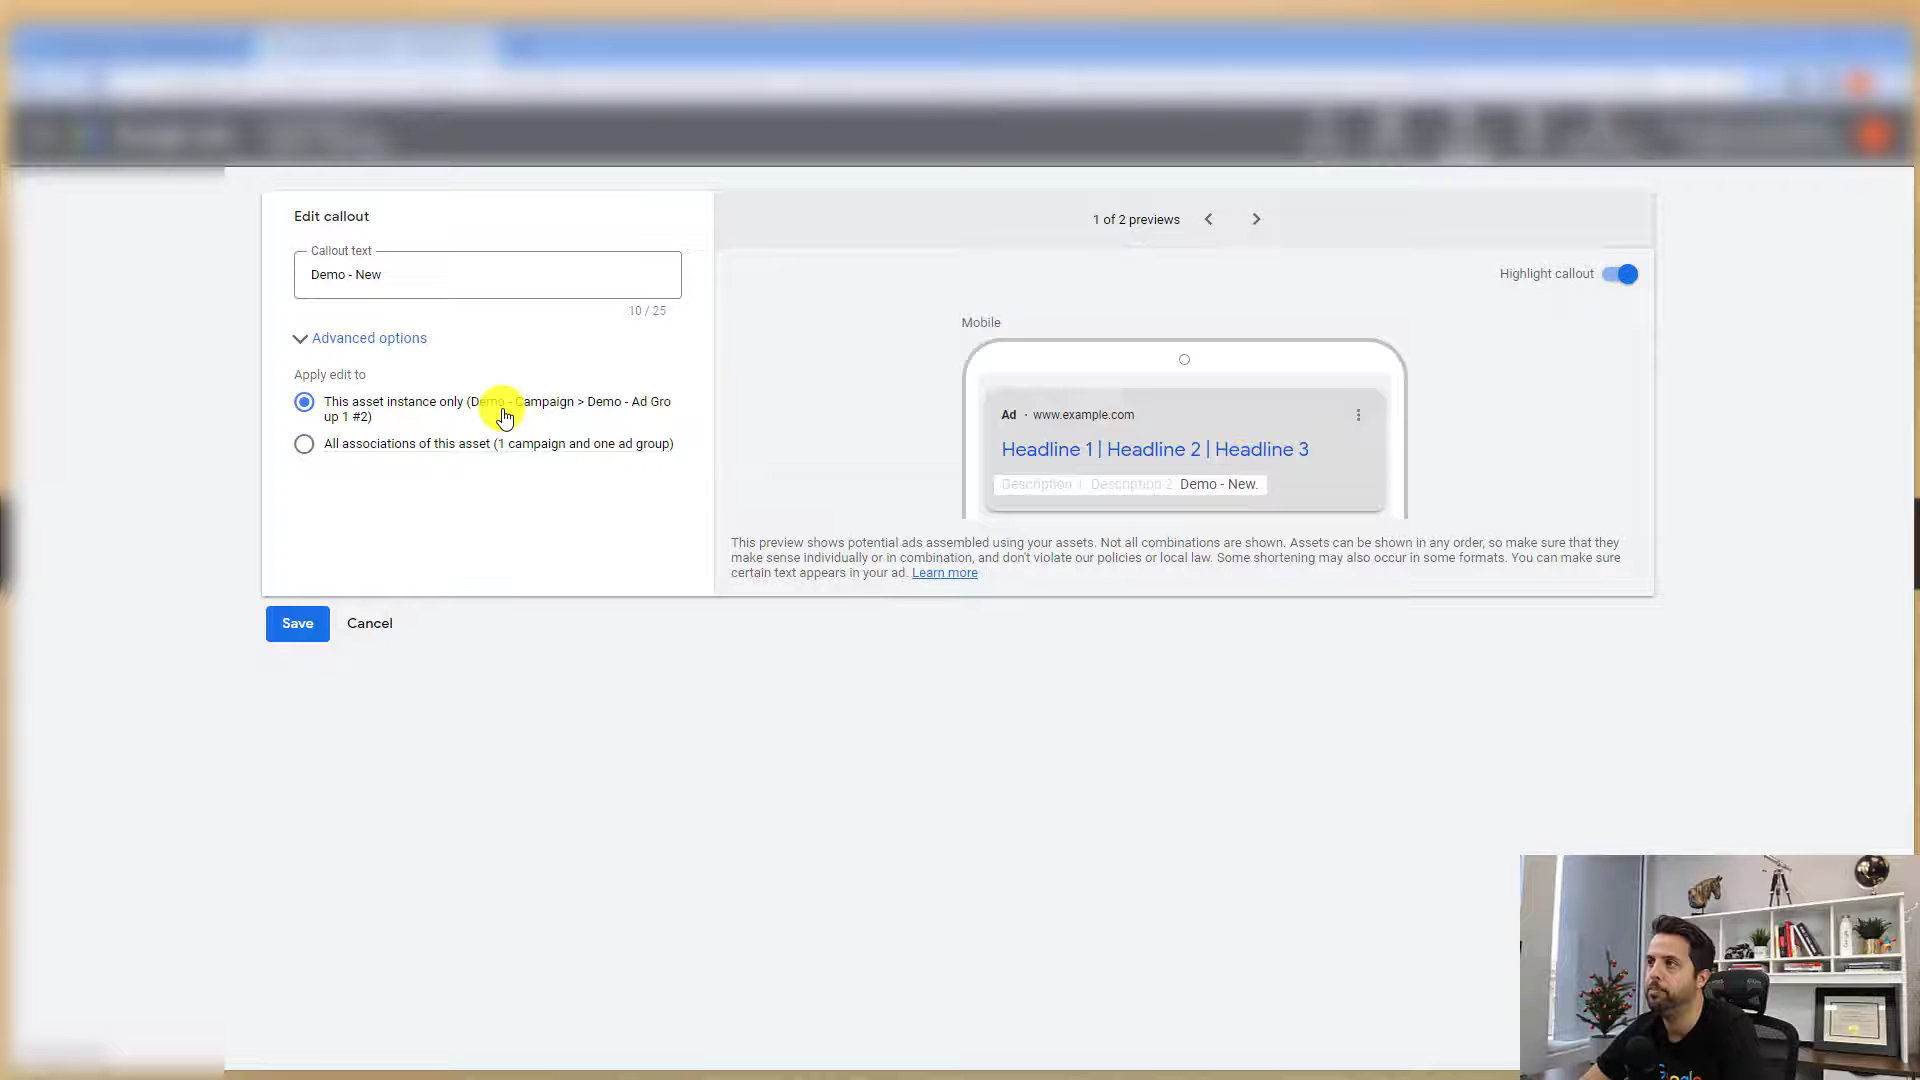 Edit callout
Callout text
Demo - New
10 / 25
Advanced options
Apply edit to
This asset instance only (Demo - Campaign > Demo - Ad Gro
up 1 #2)
All associations of this asset (1 campaign and one ad group)
Save
Cancel
1 of 2 previews
Highlight callout
Mobile
Ad · www.example.com
Headline 1 | Headline 2 | Headline 3
Description 1 Description 2 Demo - New.
This preview shows potential ads assembled using your assets. Not all combinations are shown. Assets can be shown in any order, so make sure that they
make sense individually or in combination, and don't violate our policies or local law. Some shortening may also occur in some formats. You can make sure
certain text appears in your ad. Learn more